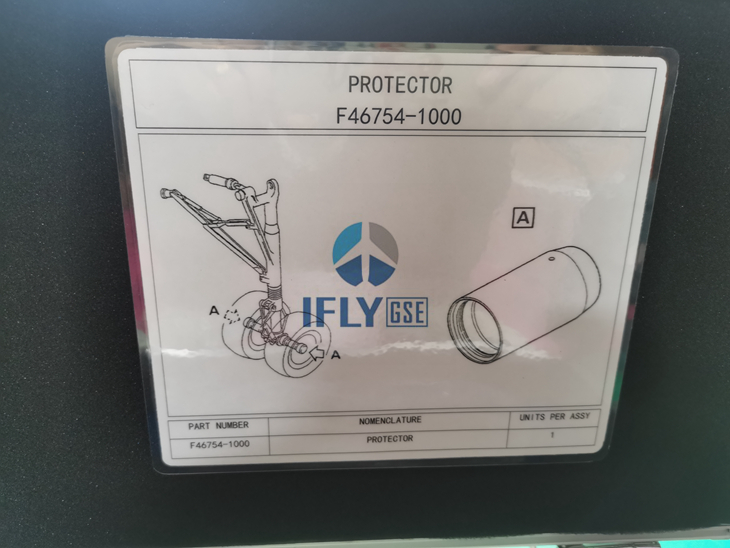 PROTECTOR
F46754-1000
A
A
A
IFLY GSE
PART NUMBER NOMENCLATURE UNITS PER ASSY
F46754-1000 PROTECTOR 1